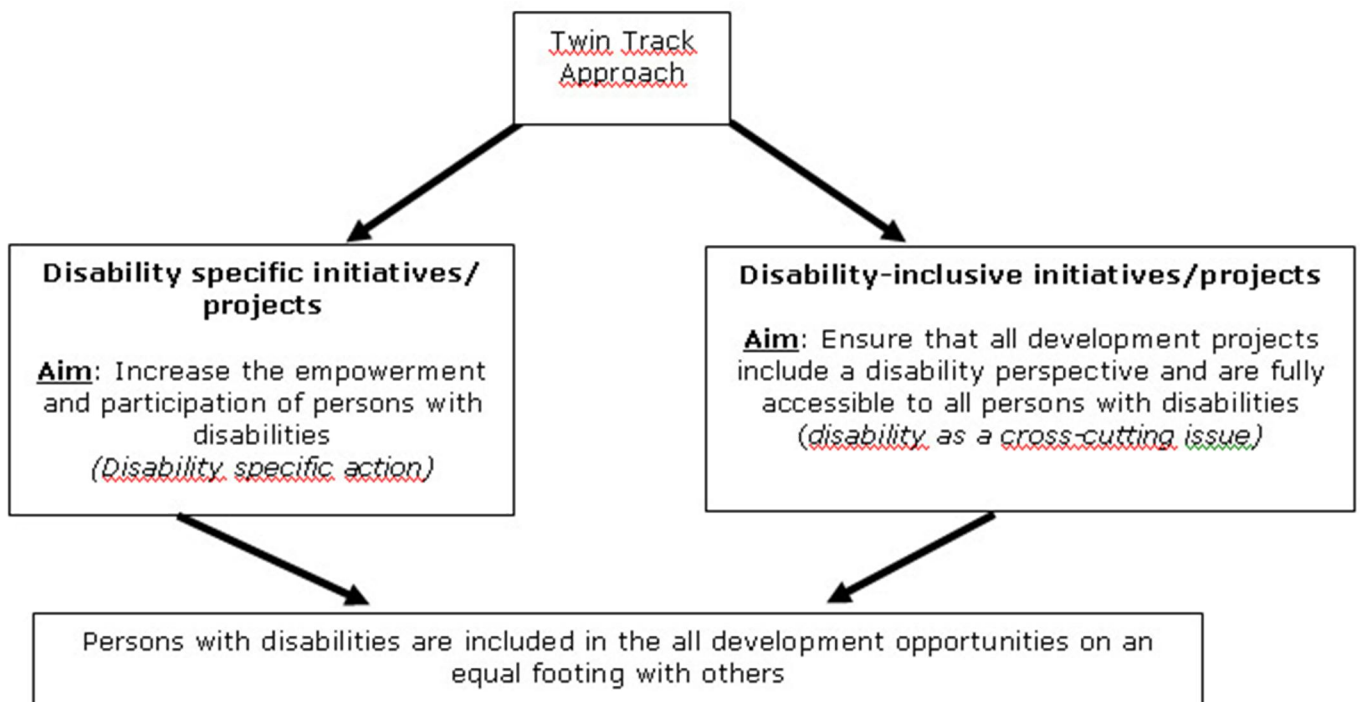 Twin Track
Approach
Disability specific initiatives/
projects
Aim: Increase the empowerment
and participation of persons with
disabilities
(Disability specific action)
Disability-inclusive initiatives/projects
Aim: Ensure that all development projects
include a disability perspective and are fully
accessible to all persons with disabilities
(disability as a cross-cutting issue)
Persons with disabilities are included in the all development opportunities on an
equal footing with others